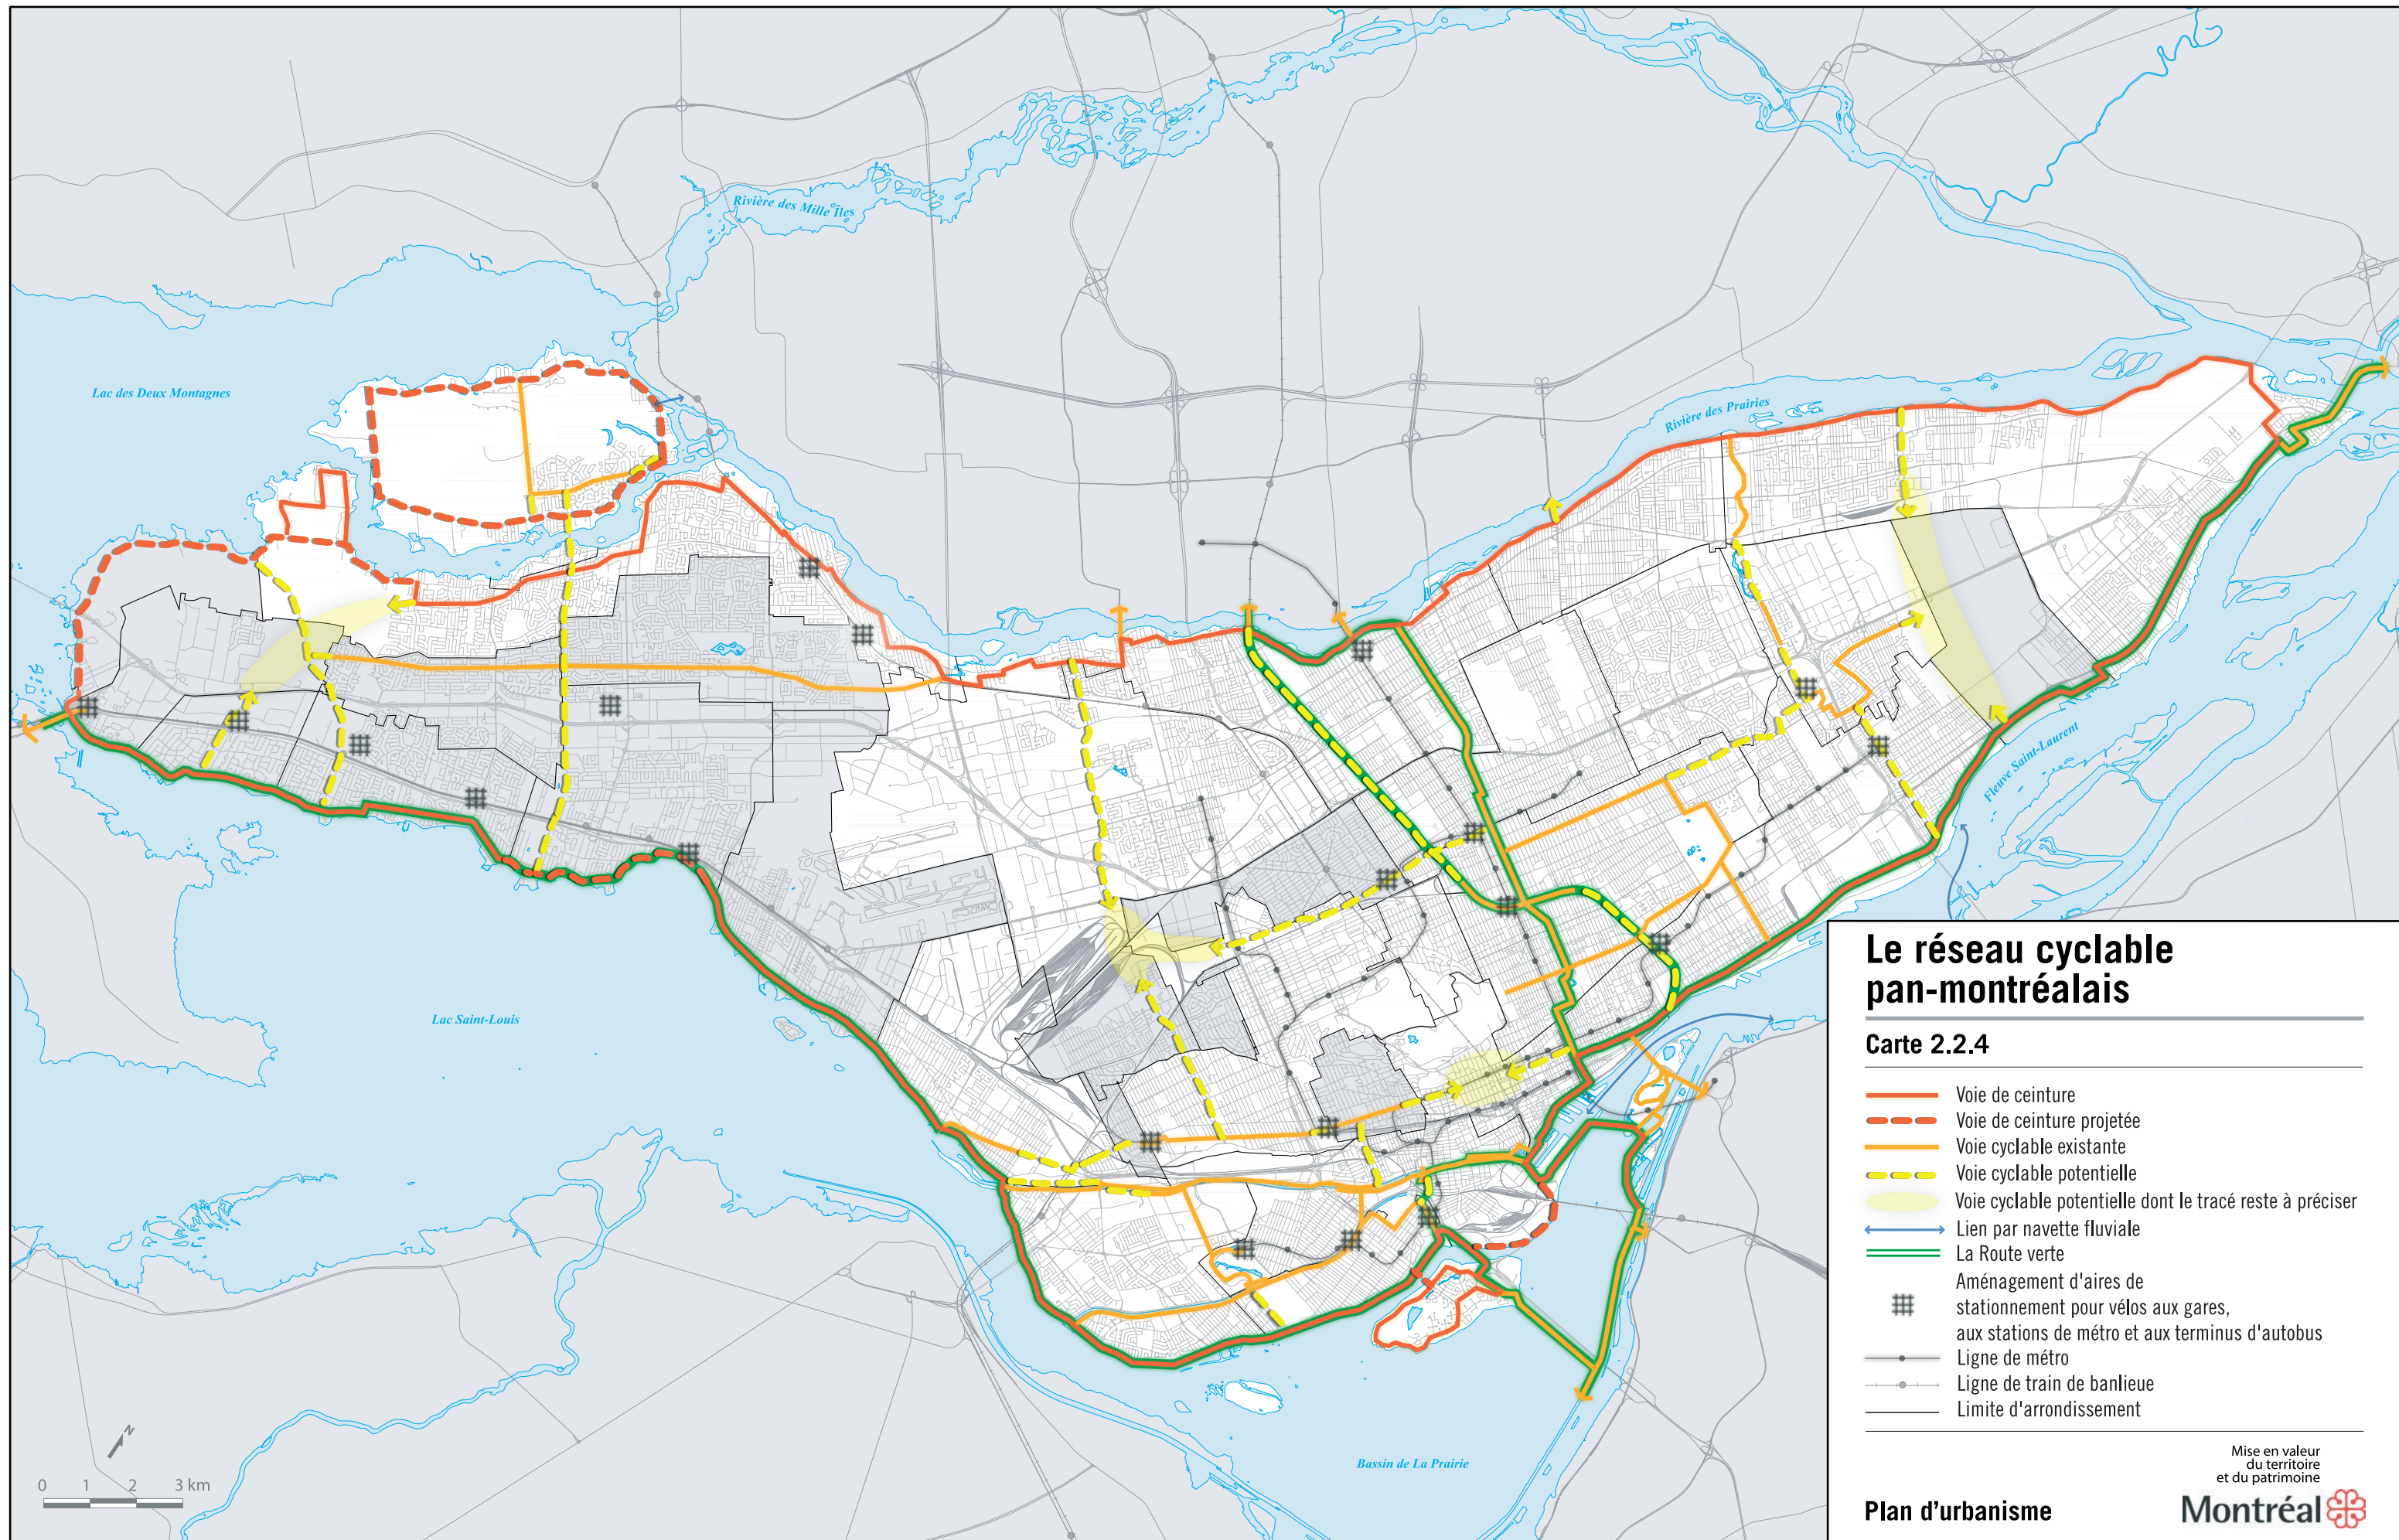 Rivière des Mille Îles
Lac des Deux Montagnes
Rivière des Prairies
Fleuve Saint-Laurent
Lac Saint-Louis
Bassin de La Prairie
N
0 1 2 3 km
Le réseau cyclable
pan-montréalais
Carte 2.2.4
Voie de ceinture
Voie de ceinture projetée
Voie cyclable existante
Voie cyclable potentielle
Voie cyclable potentielle dont le tracé reste à préciser
Lien par navette fluviale
La Route verte
Aménagement d'aires de
stationnement pour vélos aux gares,
aux stations de métro et aux terminus d'autobus
Ligne de métro
Ligne de train de banlieue
Limite d'arrondissement
Mise en valeur
du territoire
et du patrimoine
Plan d'urbanisme
Montréal